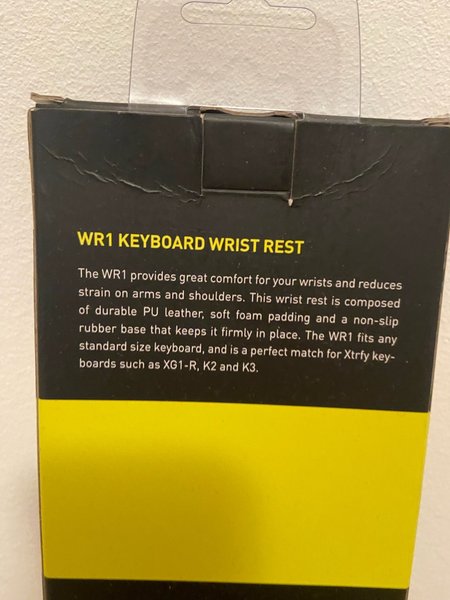 WR1 KEYBOARD WRIST REST
The WR1 provides great comfort for your wrists and reduces
strain on arms and shoulders. This wrist rest is composed
of durable PU leather, soft foam padding and a non-slip
rubber base that keeps it firmly in place. The WR1 fits any
standard size keyboard, and is a perfect match for Xtrfy key-
boards such as XG1-R, K2 and K3.